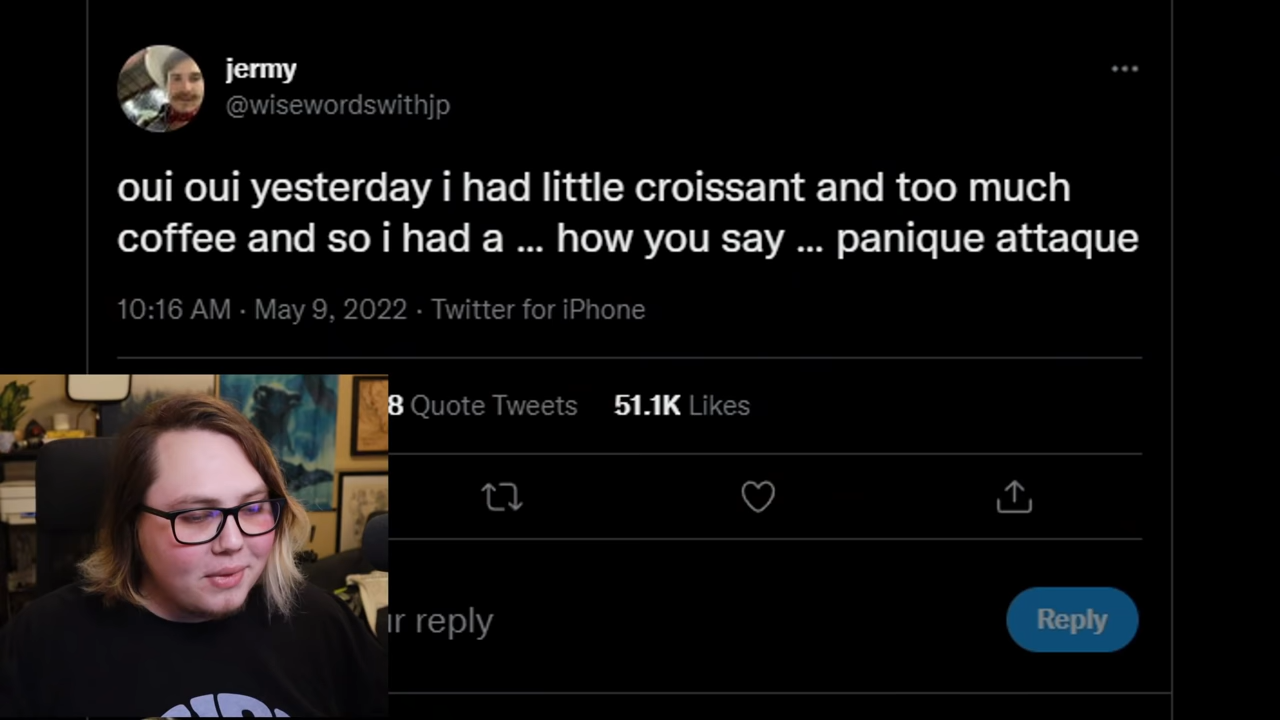 jermy
@wisewordswithjp
oui oui yesterday i had little croissant and too much
coffee and so i had a ... how you say ... panique attaque
10:16 AM · May 9, 2022 · Twitter for iPhone
8 Quote Tweets 51.1K Likes
reply
Reply